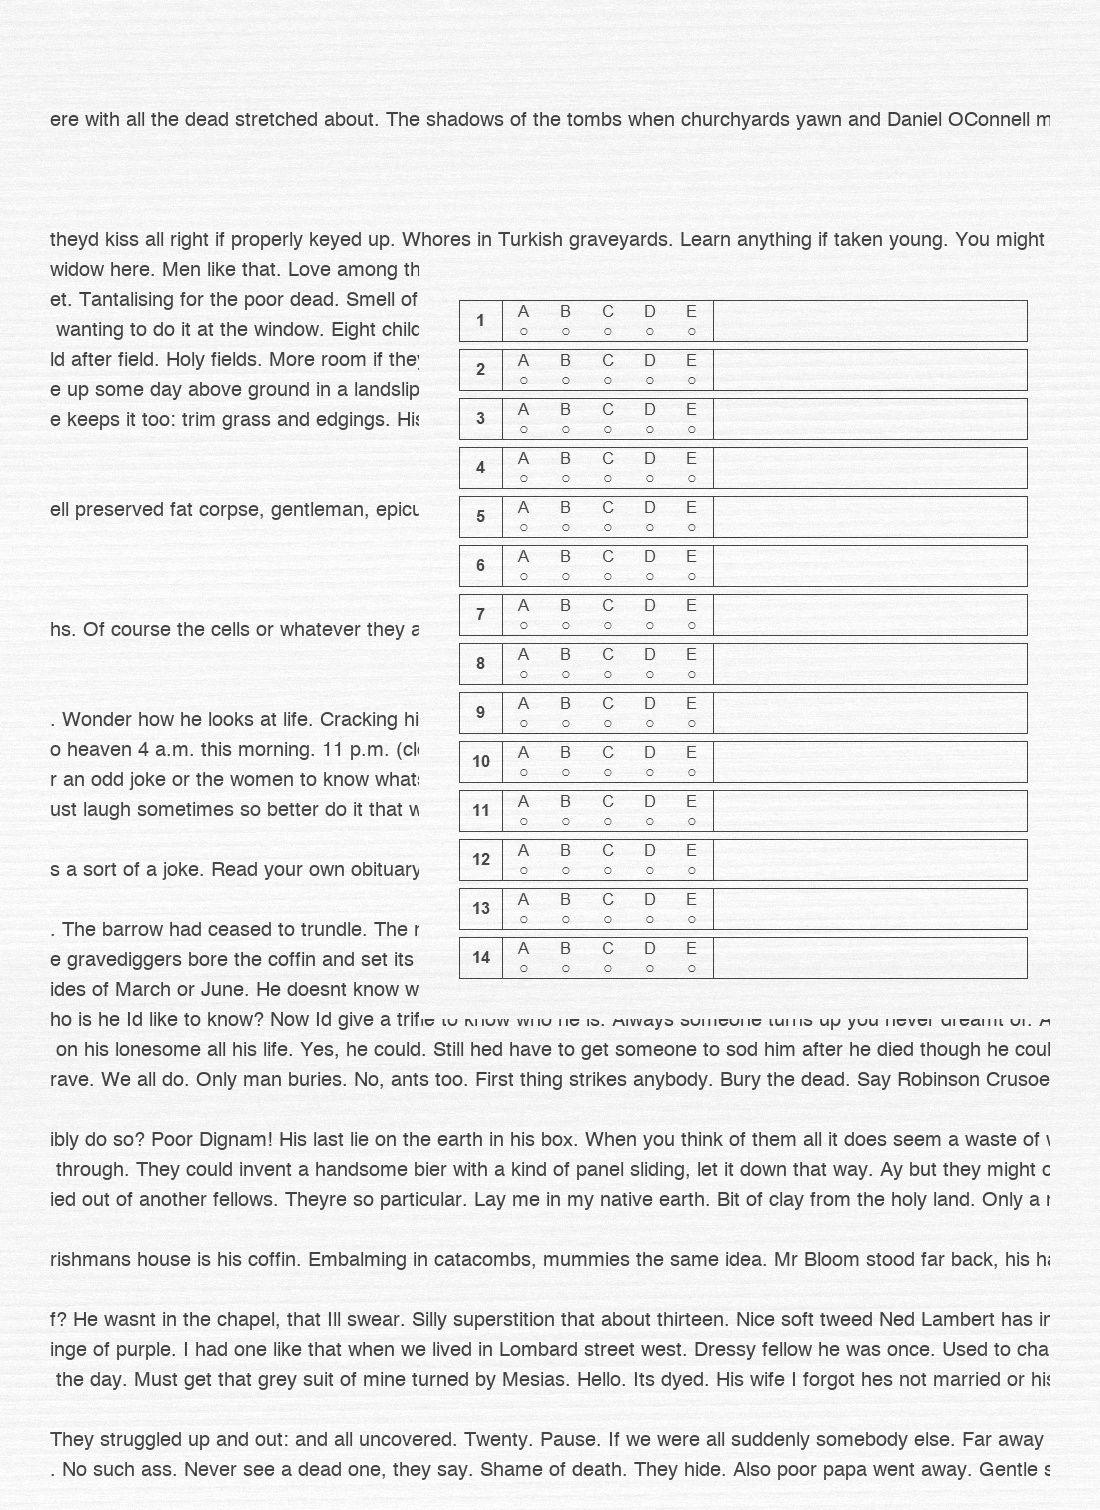 ere with all the dead stretched about. The shadows of the tombs when churchyards yawn and Daniel OConnell
theyd kiss all right if properly keyed up. Whores in Turkish graveyards. Learn anything if taken young. You might
widow here. Men like that. Love among
et. Tantalising for the poor dead. Smell of
wanting to do it at the window. Eight
ld after field. Holy fields. More room if
e up some day above ground in a landslip
e keeps it too: trim grass and edgings.
ell preserved fat corpse, gentleman,
hs. Of course the cells or whatever they
. Wonder how he looks at life. Cracking
o heaven 4 a.m. this morning. 11 p.m.
r an odd joke or the women to know
ust laugh sometimes so better do it that
s a sort of a joke. Read your own obituary
. The barrow had ceased to trundle. The
e gravediggers bore the coffin and set its
ides of March or June. He doesnt know
1 A B C D E
2 A B C D E
3 A B C D E
4 A B C D E
5 A B C D E
6 A B C D E
7 A B C D E
8 A B C D E
9 A B C D E
10 A B C D E
11 A B C D E
12 A B C D E
13 A B C D E
14 A B C D E
ho is he Id like to know? Now Id give a trifle to know who he is. Always someone turns up you never dreamt of.
on his lonesome all his life. Yes, he could. Still hed have to get someone to sod him after he died though he
rave. We all do. Only man buries. No, ants too. First thing strikes anybody. Bury the dead. Say Robinson Crusoe
ibly do so? Poor Dignam! His last lie on the earth in his box. When you think of them all it does seem a waste of
through. They could invent a handsome bier with a kind of panel sliding, let it down that way. Ay but they might
ied out of another fellows. Theyre so particular. Lay me in my native earth. Bit of clay from the holy land. Only a
rishmans house is his coffin. Embalming in catacombs, mummies the same idea. Mr Bloom stood far back, his
f? He wasnt in the chapel, that Ill swear. Silly superstition that about thirteen. Nice soft tweed Ned Lambert has
inge of purple. I had one like that when we lived in Lombard street west. Dressy fellow he was once. Used to
the day. Must get that grey suit of mine turned by Mesias. Hello. Its dyed. His wife I forgot hes not married or
They struggled up and out: and all uncovered. Twenty. Pause. If we were all suddenly somebody else. Far away
. No such ass. Never see a dead one, they say. Shame of death. They hide. Also poor papa went away. Gentle